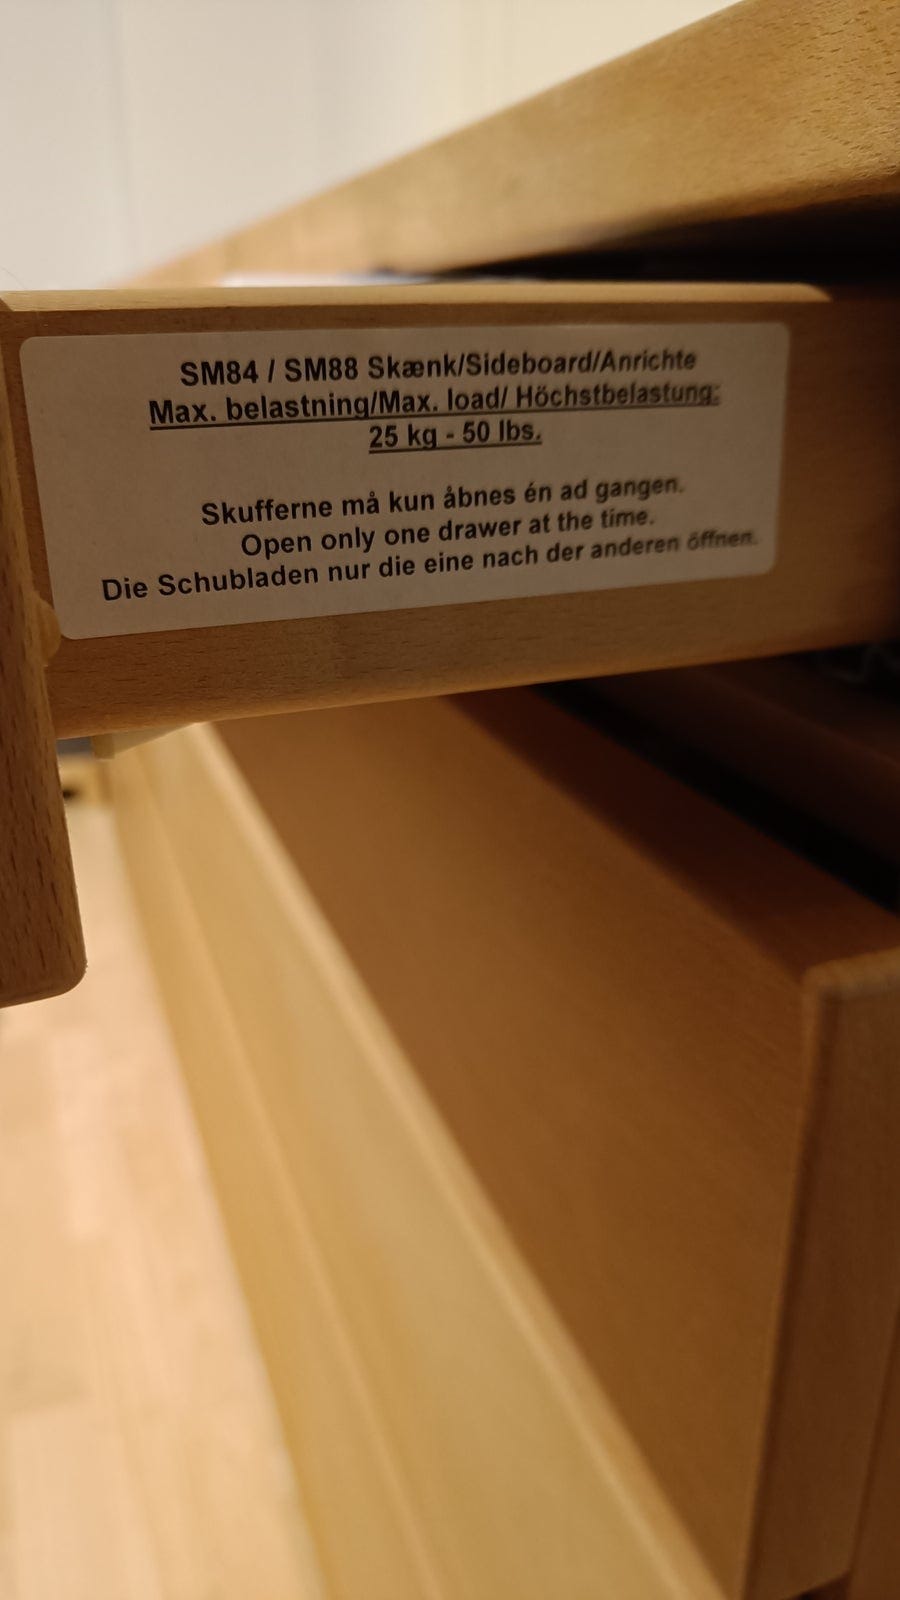 SM84 / SM88 Skænk/Sideboard/Anrichte
Max. belastning/Max. load/ Höchstbelastung:
25 kg - 50 lbs.
Skufferne må kun åbnes én ad gangen.
Open only one drawer at the time.
Die Schubladen nur die eine nach der anderen öffnen.